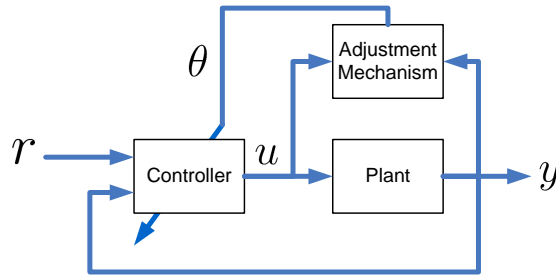 Adjustment
Mechanism
θ
r
Controller
u
Plant
y